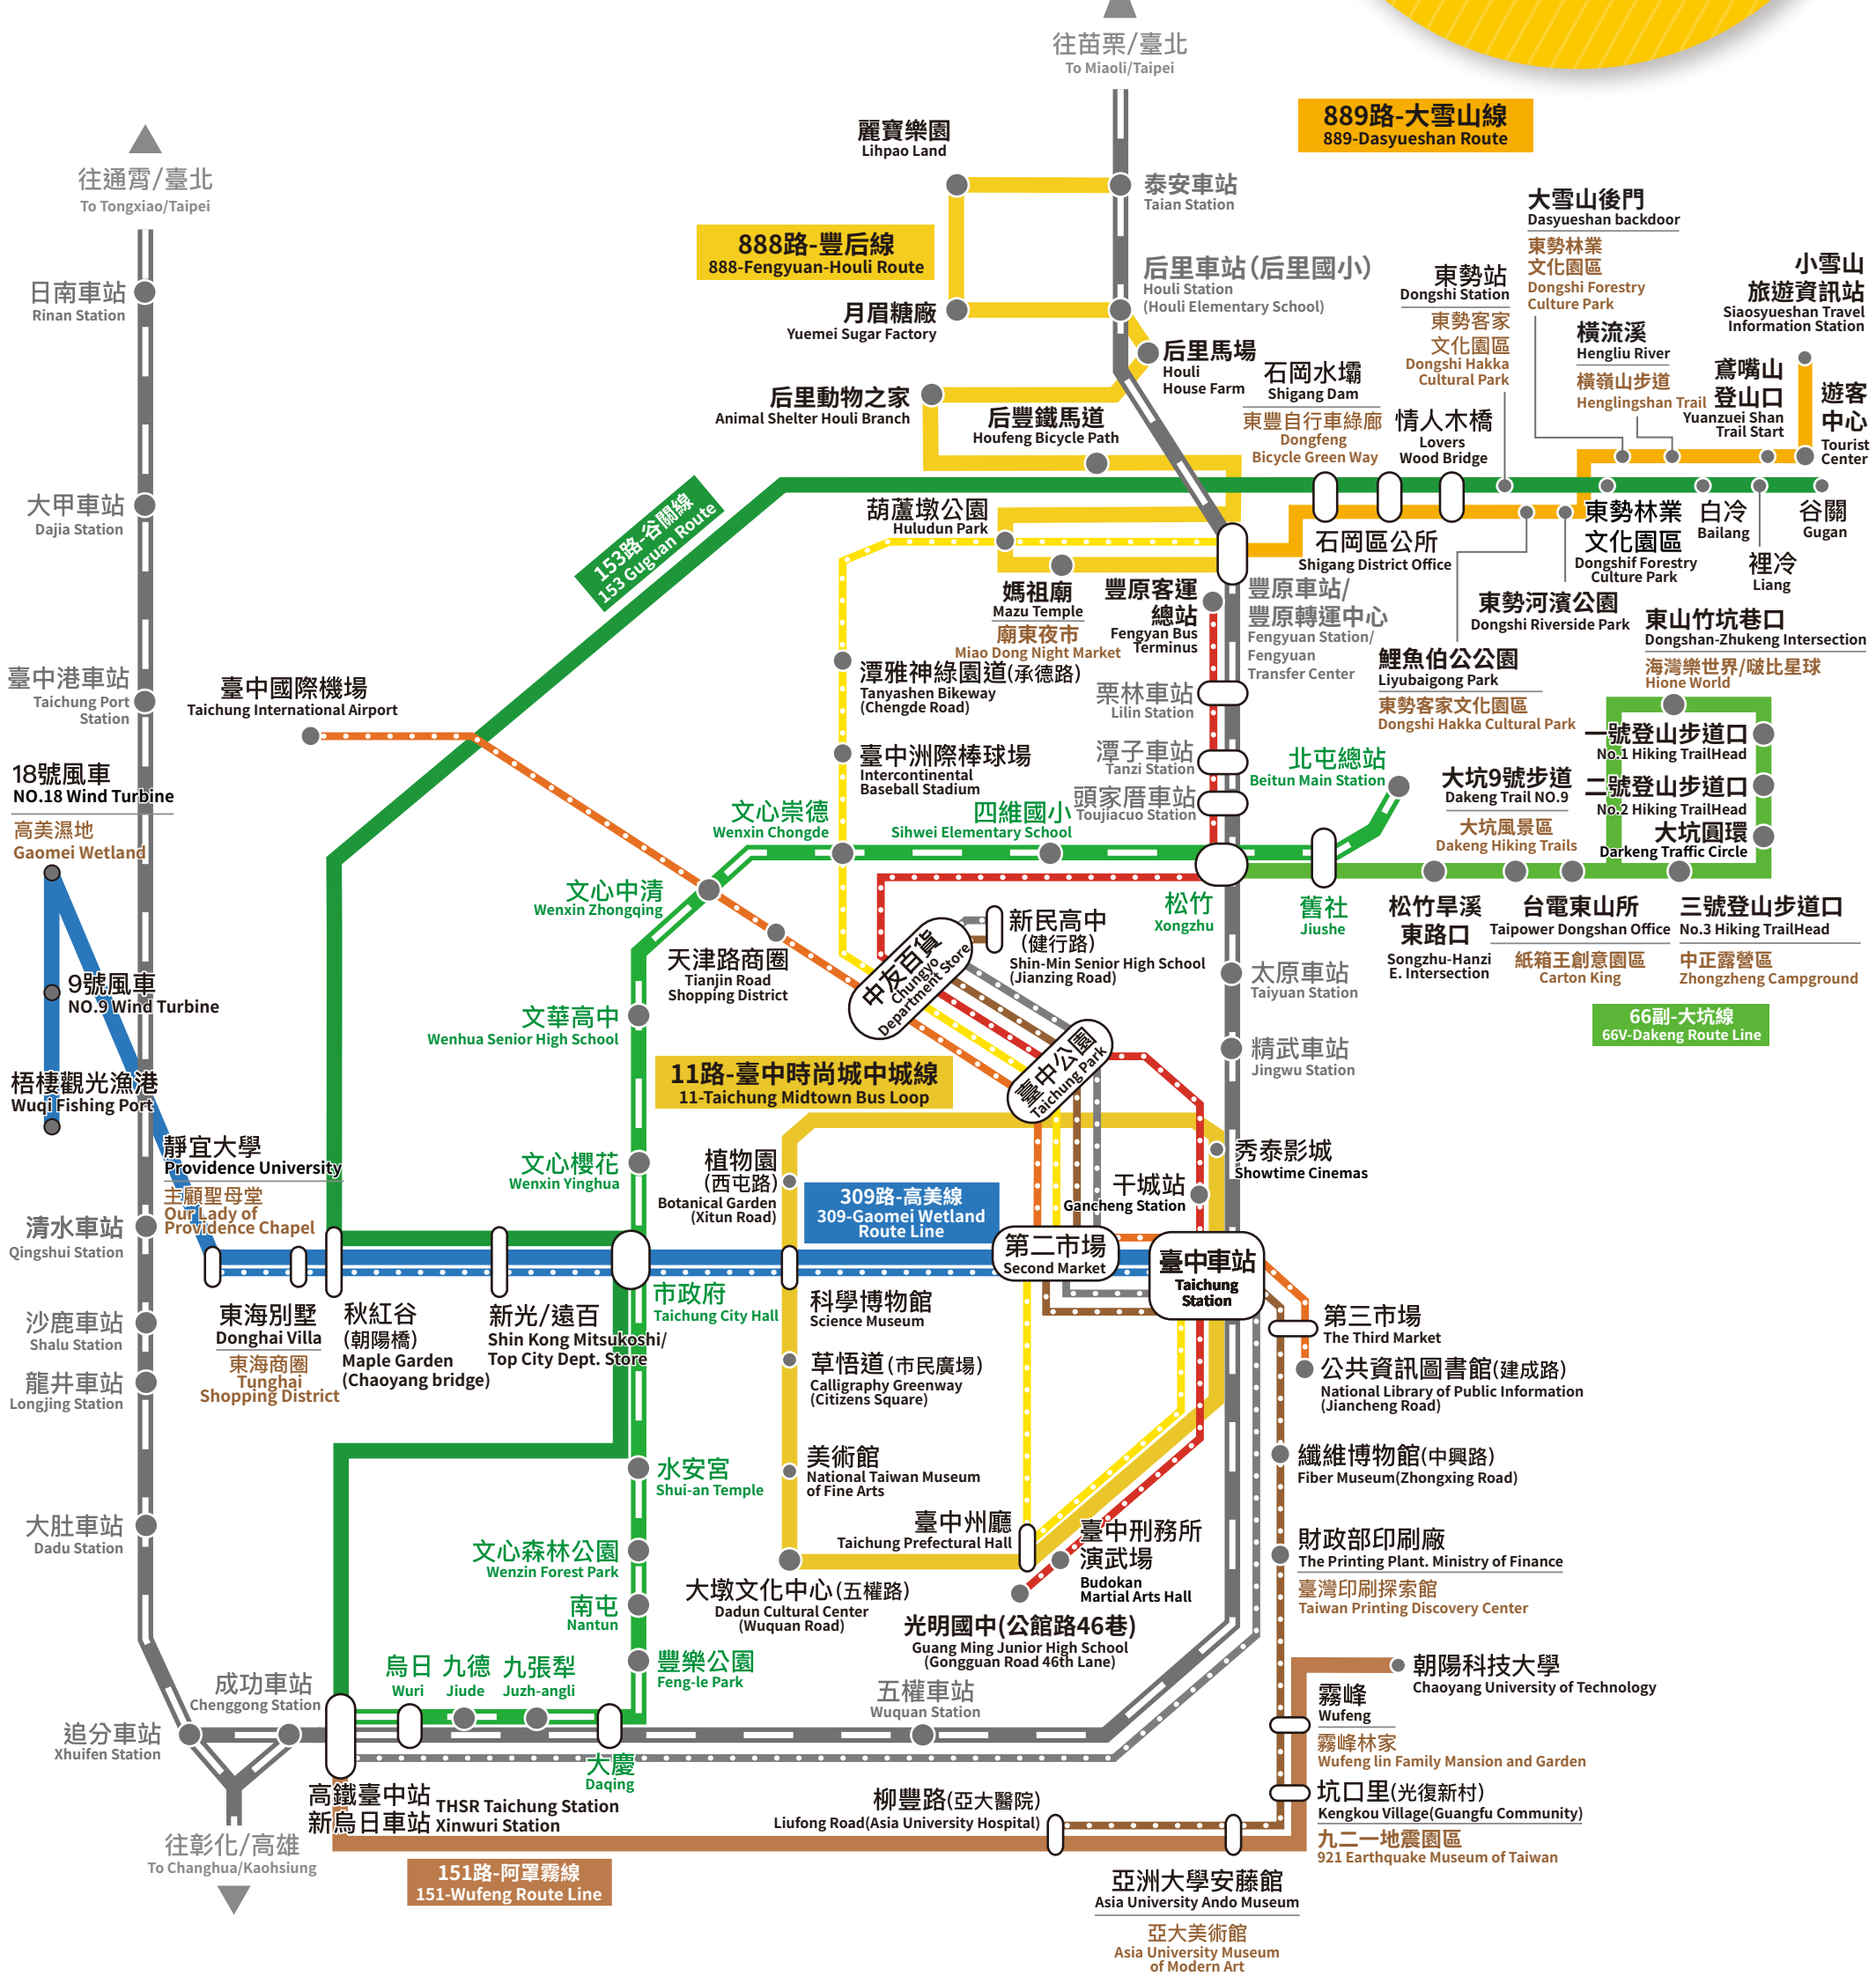 往苗栗/臺北
To Miaoli/Taipei
889路-大雪山線
889-Dasyueshan Route
往通霄/臺北
To Tongxiao/Taipei
麗寶樂園
Lihpao Land
泰安車站
Taian Station
888路-豐后線
888-Fengyuan-Houli Route
后里車站(后里國小)
Houli Station
(Houli Elementary School)
月眉糖廠
Yuemei Sugar Factory
后里馬場
Houli
House Farm
后里動物之家
Animal Shelter Houli Branch
后豐鐵馬道
Houfeng Bicycle Path
石岡水壩
Shigang Dam
東豐自行車綠廊
Dongfeng
Bicycle Green Way
情人木橋
Lovers
Wood Bridge
東勢站
Dongshi Station
東勢客家
文化園區
Dongshi Hakka
Cultural Park
大雪山後門
Dasyueshan backdoor
東勢林業
文化園區
Dongshi Forestry
Culture Park
橫流溪
Hengliu River
橫嶺山步道
Henglingshan Trail
小雪山
旅遊資訊站
Siaosyueshan Travel
Information Station
鳶嘴山
登山口
Yuanzuei Shan
Trail Start
遊客
中心
Tourist
Center
日南車站
Rinan Station
大甲車站
Dajia Station
臺中港車站
Taichung Port
Station
153路-谷關線
153 Guguan Route
葫蘆墩公園
Huludun Park
媽祖廟
Mazu Temple
廟東夜市
Miao Dong Night Market
豐原客運
總站
Fengyan Bus
Terminus
豐原車站/
豐原轉運中心
Fengyuan Station/
Fengyuan
Transfer Center
石岡區公所
Shigang District Office
東勢林業
文化園區
Dongshif Forestry
Culture Park
白冷
Bailang
裡冷
Liang
谷關
Gugan
東勢河濱公園
Dongshi Riverside Park
鯉魚伯公公園
Liyubaigong Park
東勢客家文化園區
Dongshi Hakka Cultural Park
東山竹坑巷口
Dongshan-Zhukeng Intersection
海灣樂世界/啵比星球
Hione World
一號登山步道口
No.1 Hiking TrailHead
二號登山步道口
No.2 Hiking TrailHead
大坑圓環
Darkeng Traffic Circle
臺中國際機場
Taichung International Airport
潭雅神綠園道(承德路)
Tanyashen Bikeway
(Chengde Road)
臺中洲際棒球場
Intercontinental
Baseball Stadium
栗林車站
Lilin Station
潭子車站
Tanzi Station
頭家厝車站
Toujiacuo Station
北屯總站
Beitun Main Station
大坑9號步道
Dakeng Trail NO.9
大坑風景區
Dakeng Hiking Trails
18號風車
NO.18 Wind Turbine
高美濕地
Gaomei Wetland
文心崇德
Wenxin Chongde
四維國小
Sihwei Elementary School
文心中清
Wenxin Zhongqing
松竹
Xongzhu
舊社
Jiushe
松竹旱溪
東路口
Songzhu-Hanzi
E. Intersection
台電東山所
Taipower Dongshan Office
紙箱王創意園區
Carton King
三號登山步道口
No.3 Hiking TrailHead
中正露營區
Zhongzheng Campground
66副-大坑線
66V-Dakeng Route Line
9號風車
NO.9 Wind Turbine
天津路商圈
Tianjin Road
Shopping District
中友百貨
Chungyo
Department Store
新民高中
(健行路)
Shin-Min Senior High School
(Jianzing Road)
太原車站
Taiyuan Station
文華高中
Wenhua Senior High School
精武車站
Jingwu Station
臺中公園
Taichung Park
梧棲觀光漁港
Wuqi Fishing Port
11路-臺中時尚城中城線
11-Taichung Midtown Bus Loop
靜宜大學
Providence University
主顧聖母堂
Our Lady of
Providence Chapel
文心櫻花
Wenxin Yinghua
植物園
(西屯路)
Botanical Garden
(Xitun Road)
309路-高美線
309-Gaomei Wetland
Route Line
秀泰影城
Showtime Cinemas
干城站
Gancheng Station
清水車站
Qingshui Station
第二市場
Second Market
臺中車站
Taichung
Station
市政府
Taichung City Hall
東海別墅
Donghai Villa
東海商圈
Tunghai
Shopping District
秋紅谷
(朝陽橋)
Maple Garden
(Chaoyang bridge)
新光/遠百
Shin Kong Mitsukoshi/
Top City Dept. Store
科學博物館
Science Museum
沙鹿車站
Shalu Station
第三市場
The Third Market
公共資訊圖書館(建成路)
National Library of Public Information
(Jiancheng Road)
龍井車站
Longjing Station
草悟道(市民廣場)
Calligraphy Greenway
(Citizens Square)
纖維博物館(中興路)
Fiber Museum(Zhongxing Road)
水安宮
Shui-an Temple
美術館
National Taiwan Museum
of Fine Arts
大肚車站
Dadu Station
臺中州廳
Taichung Prefectural Hall
臺中刑務所
演武場
Budokan
Martial Arts Hall
財政部印刷廠
The Printing Plant. Ministry of Finance
臺灣印刷探索館
Taiwan Printing Discovery Center
文心森林公園
Wenzin Forest Park
大墩文化中心(五權路)
Dadun Cultural Center
(Wuquan Road)
南屯
Nantun
光明國中(公館路46巷)
Guang Ming Junior High School
(Gongguan Road 46th Lane)
豐樂公園
Feng-le Park
成功車站
Chenggong Station
烏日
Wuri
九德
Jiude
九張犁
Juzh-angli
五權車站
Wuquan Station
朝陽科技大學
Chaoyang University of Technology
追分車站
Xhuifen Station
大慶
Daqing
霧峰
Wufeng
霧峰林家
Wufeng lin Family Mansion and Garden
高鐵臺中站
新烏日車站
THSR Taichung Station
Xinwuri Station
柳豐路(亞大醫院)
Liufong Road(Asia University Hospital)
坑口里(光復新村)
Kengkou Village(Guangfu Community)
九二一地震園區
921 Earthquake Museum of Taiwan
往彰化/高雄
To Changhua/Kaohsiung
151路-阿罩霧線
151-Wufeng Route Line
亞洲大學安藤館
Asia University Ando Museum
亞大美術館
Asia University Museum
of Modern Art